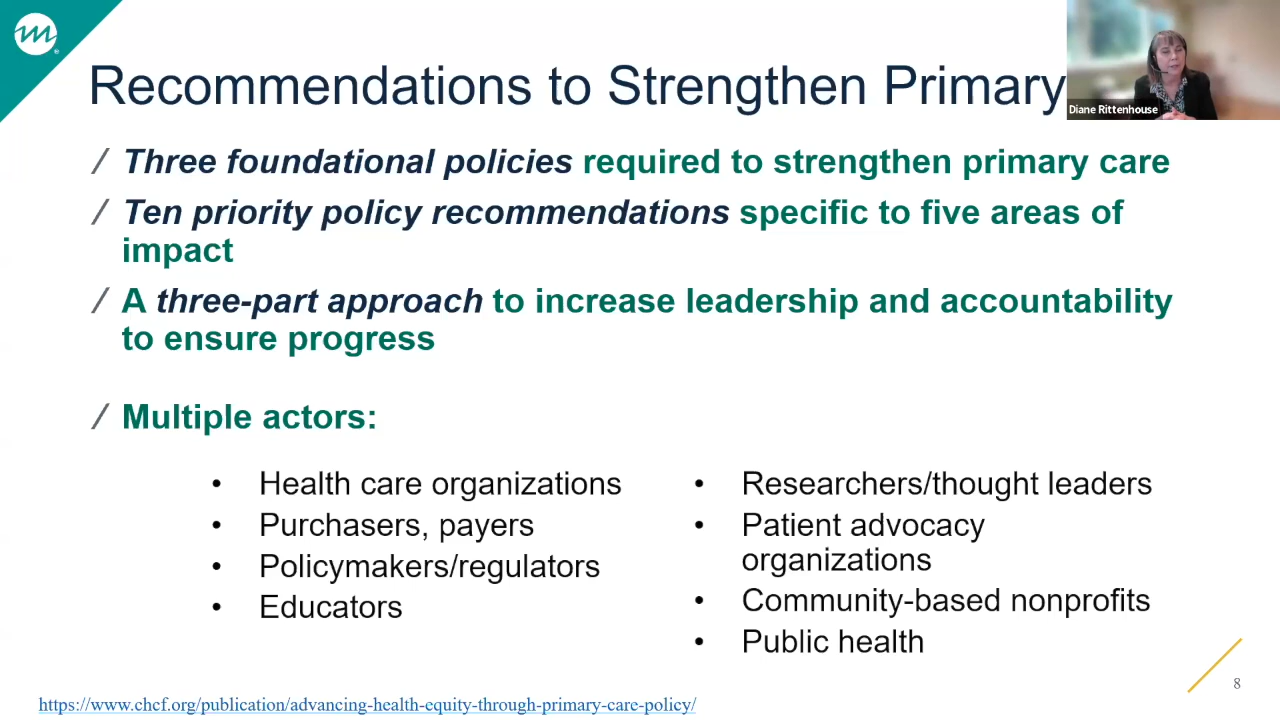 Recommendations to Strengthen Primary
Diane Rittenhouse
/ Three foundational policies required to strengthen primary care
/ Ten priority policy recommendations specific to five areas of
impact
/ A three-part approach to increase leadership and accountability
to ensure progress
/ Multiple actors:
• Health care organizations
• Purchasers, payers
• Policymakers/regulators
• Educators
• Researchers/thought leaders
• Patient advocacy
organizations
• Community-based nonprofits
• Public health
8
https://www.chcf.org/publication/advancing-health-equity-through-primary-care-policy/